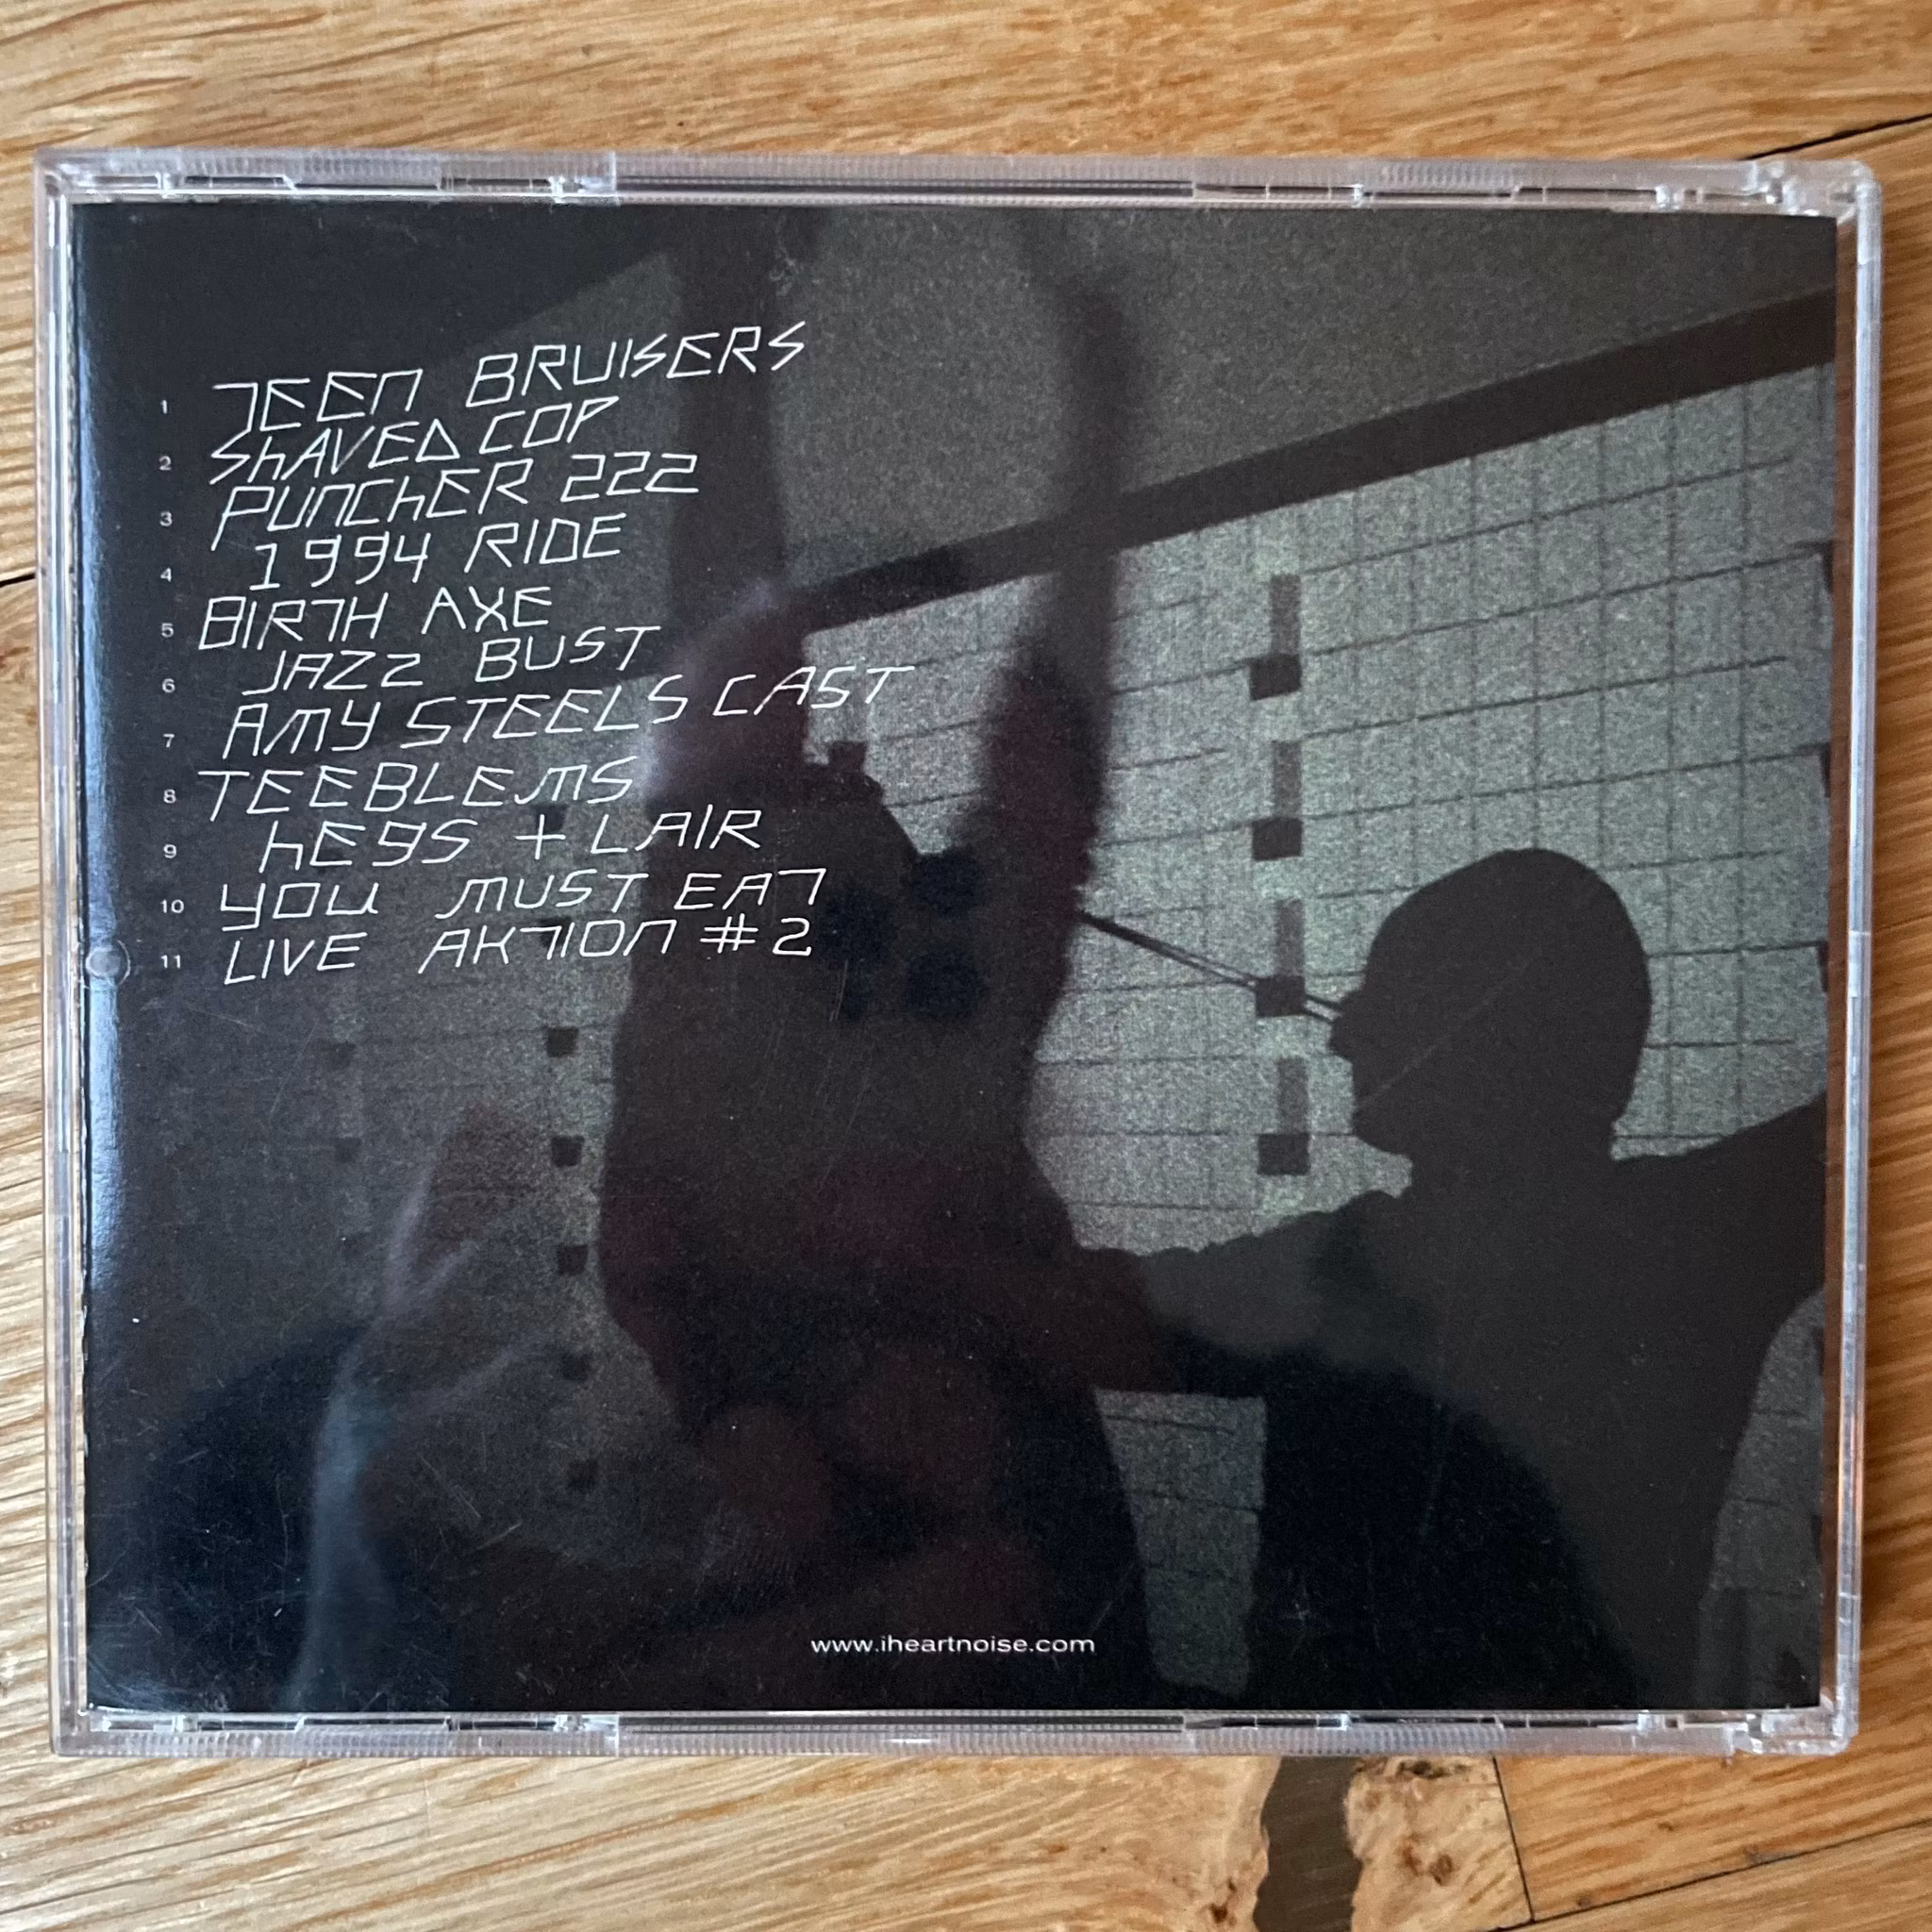 1 TEEN BRUISERS
2 ShAVED COP
3 PUNChER 222
4 1994 RIDE
5 BIRTH AXE
6 JAZZ BUST
7 AMY STEELS CAST
8 TEEBLEMS
9 hEgS + LAIR
10 yOU MUST EAT
11 LIVE AKTION #2
www.iheartnoise.com